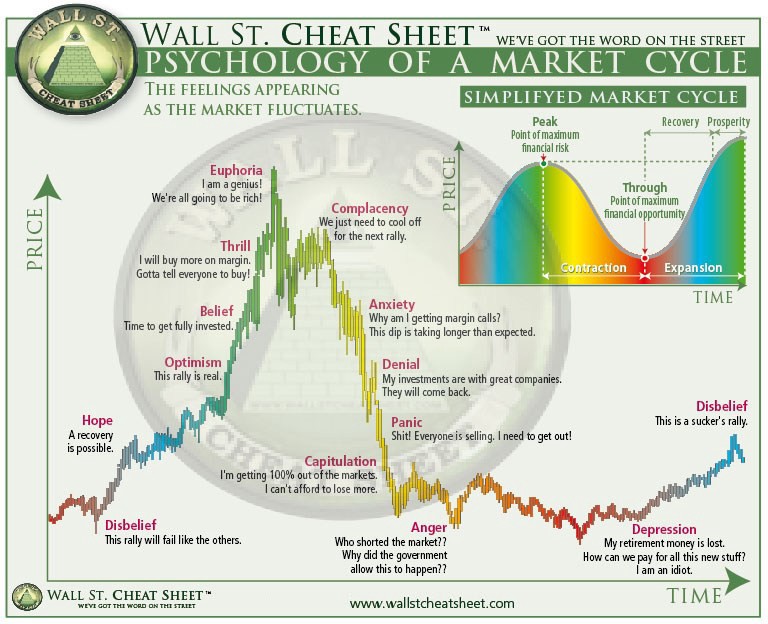 WALL ST.
CHEAT SHEET
WALL ST. CHEAT SHEET™ WE'VE GOT THE WORD ON THE STREET
PSYCHOLOGY OF A MARKET CYCLE
THE FEELINGS APPEARING
AS THE MARKET FLUCTUATES.
SIMPLIFYED MARKET CYCLE
Peak
Point of maximum
financial risk
Recovery
Prosperity
Through
Point of maximum
financial opportunity
Contraction
Expansion
PRICE
TIME
WALL ST.
CHEAT SHEET
PRICE
Euphoria
I am a genius!
We're all going to be rich!
Complacency
We just need to cool off
for the next rally.
Thrill
I will buy more on margin.
Gotta tell everyone to buy!
Belief
Time to get fully invested.
Anxiety
Why am I getting margin calls?
This dip is taking longer than expected.
Optimism
This rally is real.
Denial
My investments are with great companies.
They will come back.
Hope
A recovery
is possible.
Panic
Shit! Everyone is selling. I need to get out!
Disbelief
This is a sucker's rally.
Capitulation
I'm getting 100% out of the markets.
I can't afford to lose more.
Disbelief
This rally will fail like the others.
Anger
Who shorted the market??
Why did the government
allow this to happen??
Depression
My retirement money is lost.
How can we pay for all this new stuff?
I am an idiot.
WALL ST. CHEAT SHEET™
WE'VE GOT THE WORD ON THE STREET
www.wallstcheatsheet.com
TIME